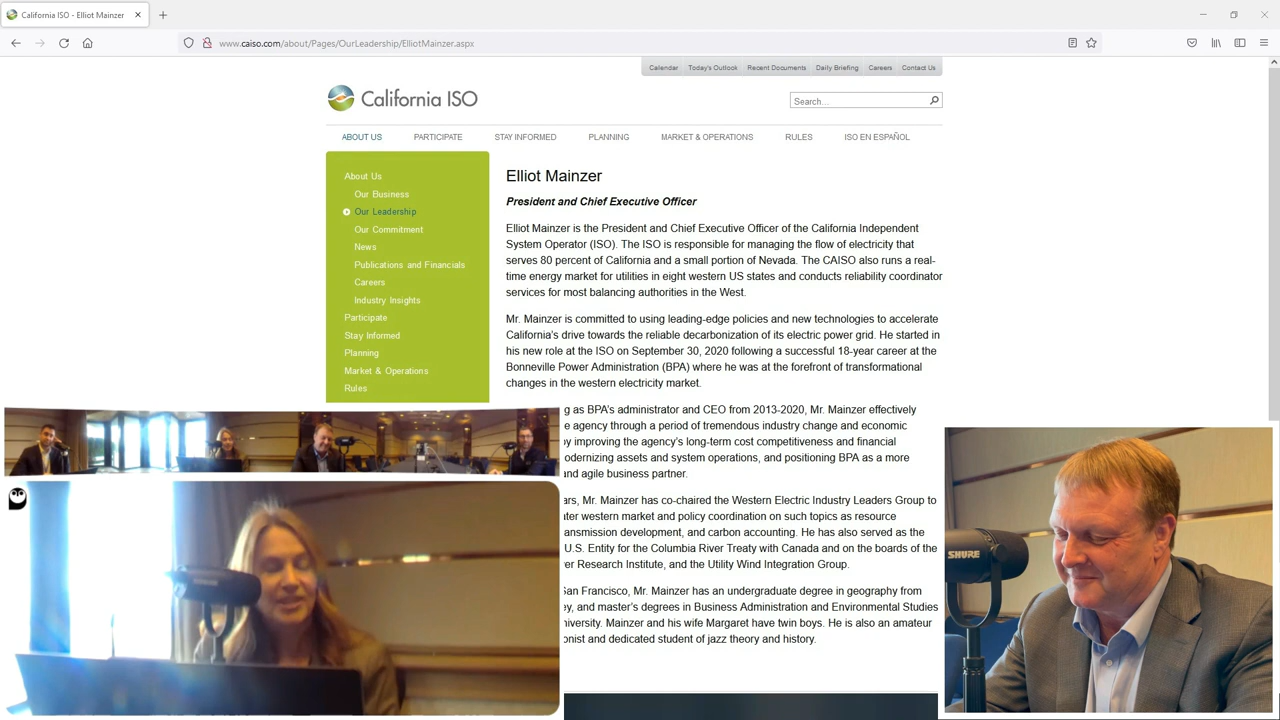 California ISO - Elliot Mainzer
www.caiso.com/about/Pages/OurLeadership/ElliotMainzer.aspx
Calendar Today's Outlook Recent Documents Daily Briefing Careers Contact Us
California ISO
Search...
ABOUT US PARTICIPATE STAY INFORMED PLANNING MARKET & OPERATIONS RULES ISO EN ESPAÑOL
About Us
Our Business
Our Leadership
Our Commitment
News
Publications and Financials
Careers
Industry Insights
Participate
Stay Informed
Planning
Market & Operations
Rules
Elliot Mainzer
President and Chief Executive Officer
Elliot Mainzer is the President and Chief Executive Officer of the California Independent
System Operator (ISO). The ISO is responsible for managing the flow of electricity that
serves 80 percent of California and a small portion of Nevada. The CAISO also runs a real-
time energy market for utilities in eight western US states and conducts reliability coordinator
services for most balancing authorities in the West.
Mr. Mainzer is committed to using leading-edge policies and new technologies to accelerate
California's drive towards the reliable decarbonization of its electric power grid. He started in
his new role at the ISO on September 30, 2020 following a successful 18-year career at the
Bonneville Power Administration (BPA) where he was at the forefront of transformational
changes in the western electricity market.
g as BPA's administrator and CEO from 2013-2020, Mr. Mainzer effectively
e agency through a period of tremendous industry change and economic
by improving the agency's long-term cost competitiveness and financial
odernizing assets and system operations, and positioning BPA as a more
and agile business partner.
ars, Mr. Mainzer has co-chaired the Western Electric Industry Leaders Group to
ater western market and policy coordination on such topics as resource
ansmission development, and carbon accounting. He has also served as the
U.S. Entity for the Columbia River Treaty with Canada and on the boards of the
er Research Institute, and the Utility Wind Integration Group.
San Francisco, Mr. Mainzer has an undergraduate degree in geography from
ey, and master's degrees in Business Administration and Environmental Studies
niversity. Mainzer and his wife Margaret have twin boys. He is also an amateur
onist and dedicated student of jazz theory and history.
SHURE